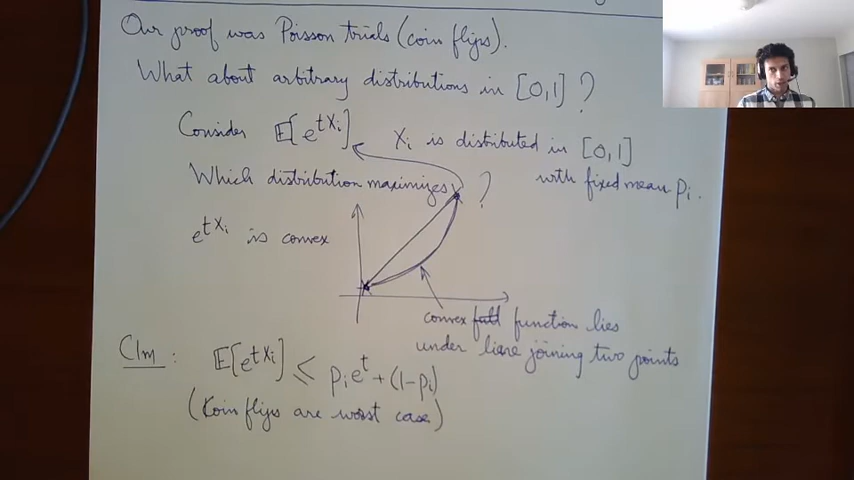 Our proof was Poisson trials (coin flips).
What about arbitrary distributions in [0,1] ?
Consider E[e^{tX_i}] X_i is distributed in [0,1]
with fixed mean p_i.
Which distribution maximizes ?
e^{tX_i} is convex
convex function lies
under line joining two points
Clm : E[e^{tX_i}] ≤ p_i e^t + (1-p_i)
(Coin flips are worst case)